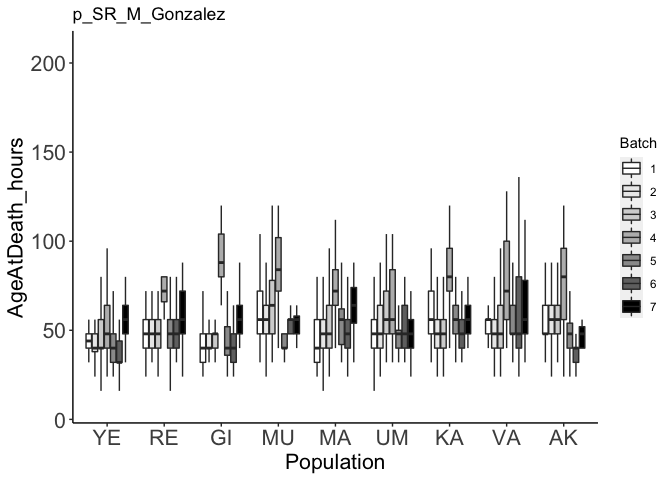 p_SR_M_Gonzalez
200
150
100
50
0
AgeAtDeath_hours
YE RE GI MU MA UM KA VA AK
Population
Batch
1
2
3
4
5
6
7